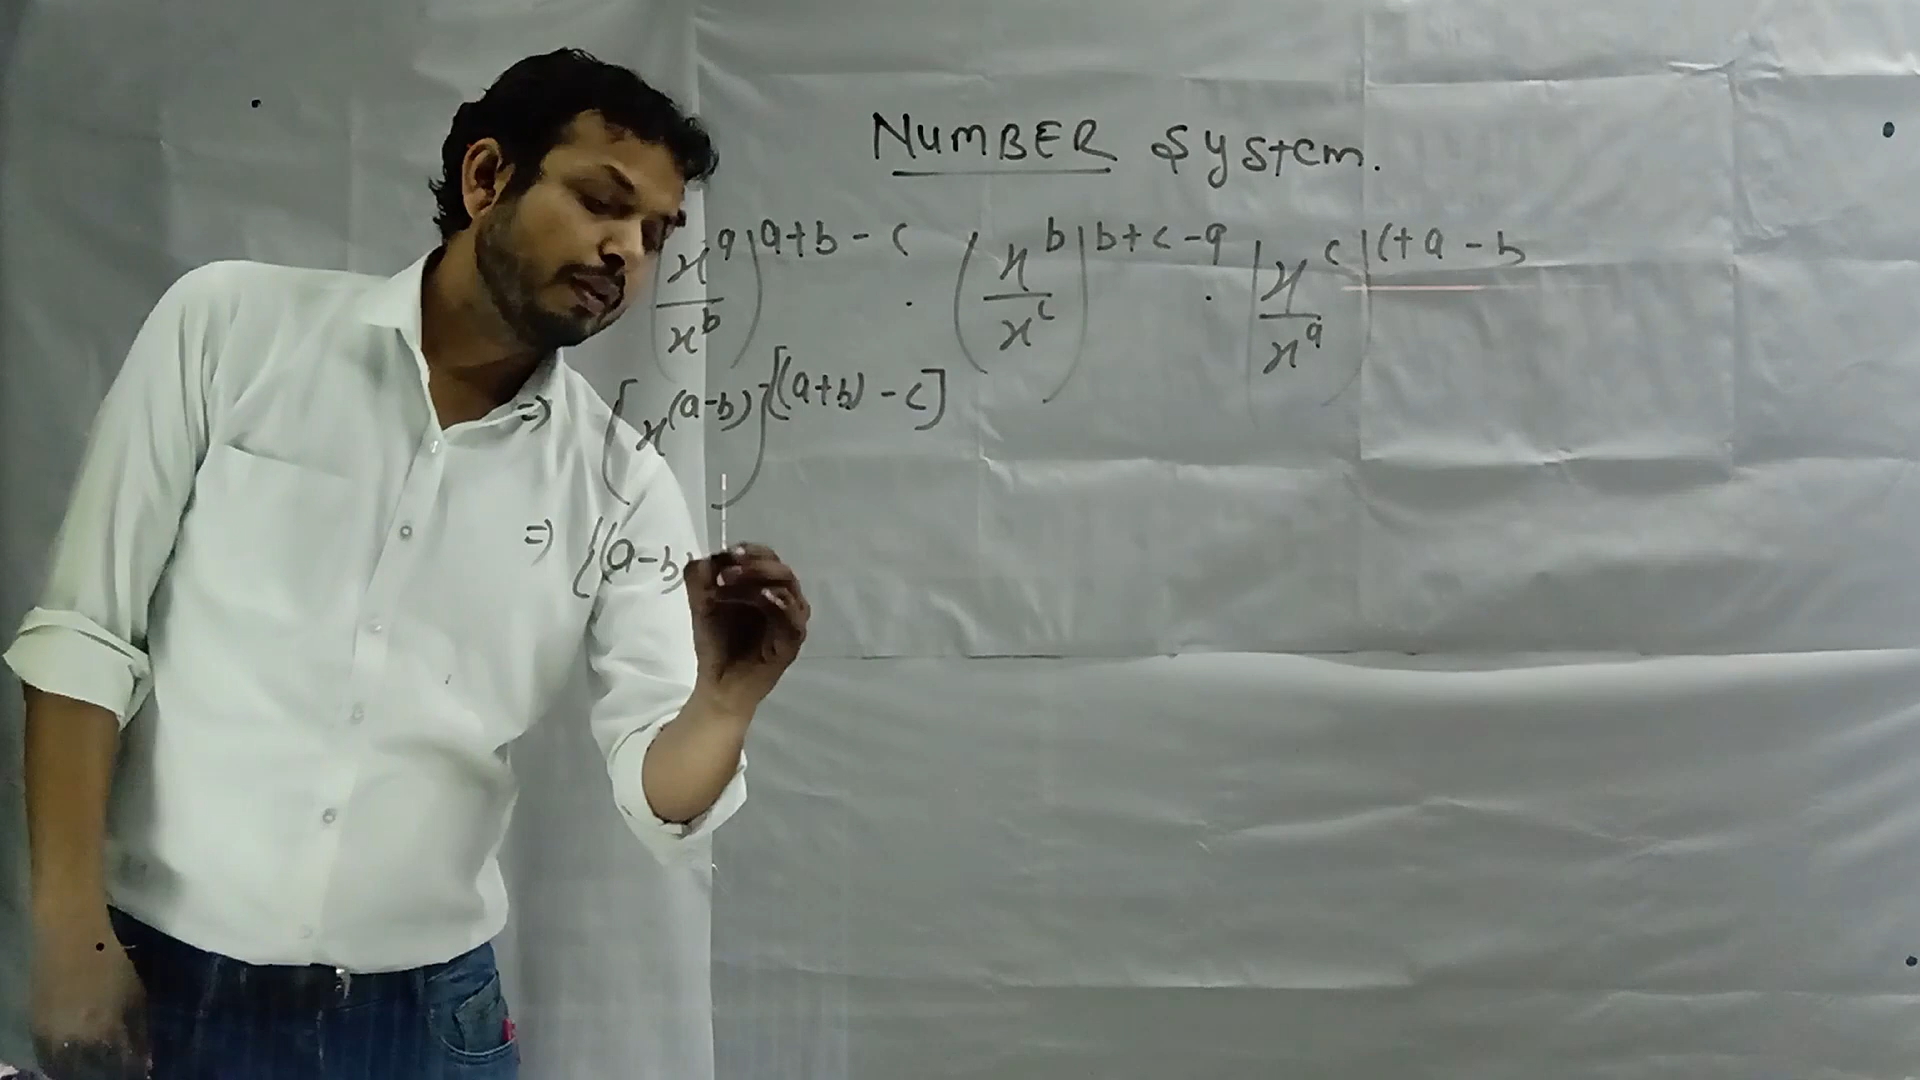 NUMBER System.
(x^a/x^b)^a+b-c . (x^b/x^c)^b+c-a . (x^c/x^a)^c+a-b
=> (x^(a-b))^[(a+b)-c]
=> {(a-b)